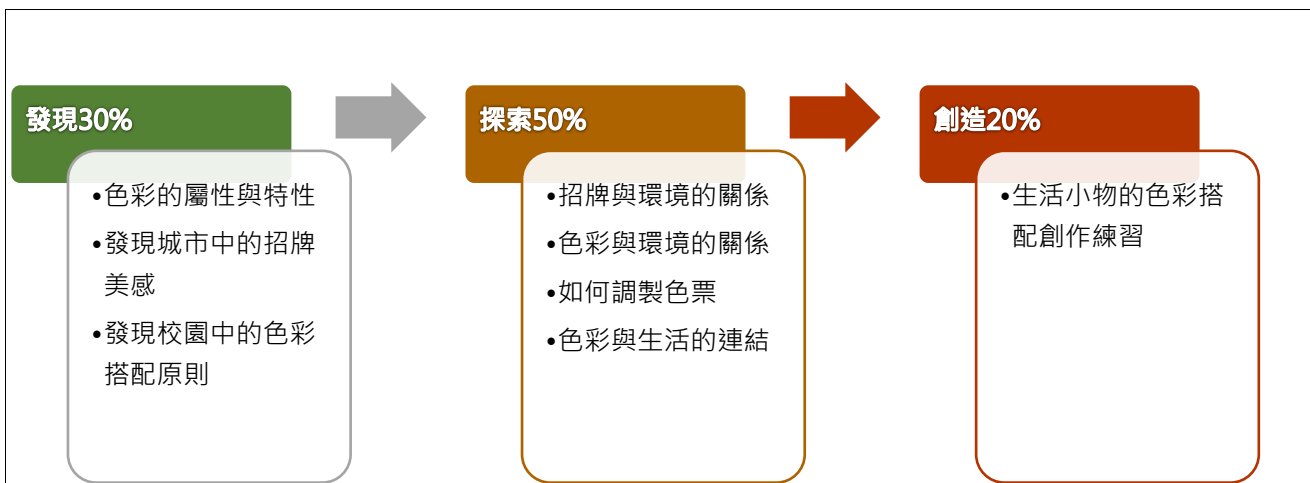 發現30%
•色彩的屬性與特性
•發現城市中的招牌
美感
•發現校園中的色彩
搭配原則
探索50%
•招牌與環境的關係
•色彩與環境的關係
•如何調製色票
•色彩與生活的連結
創造20%
•生活小物的色彩搭
配創作練習